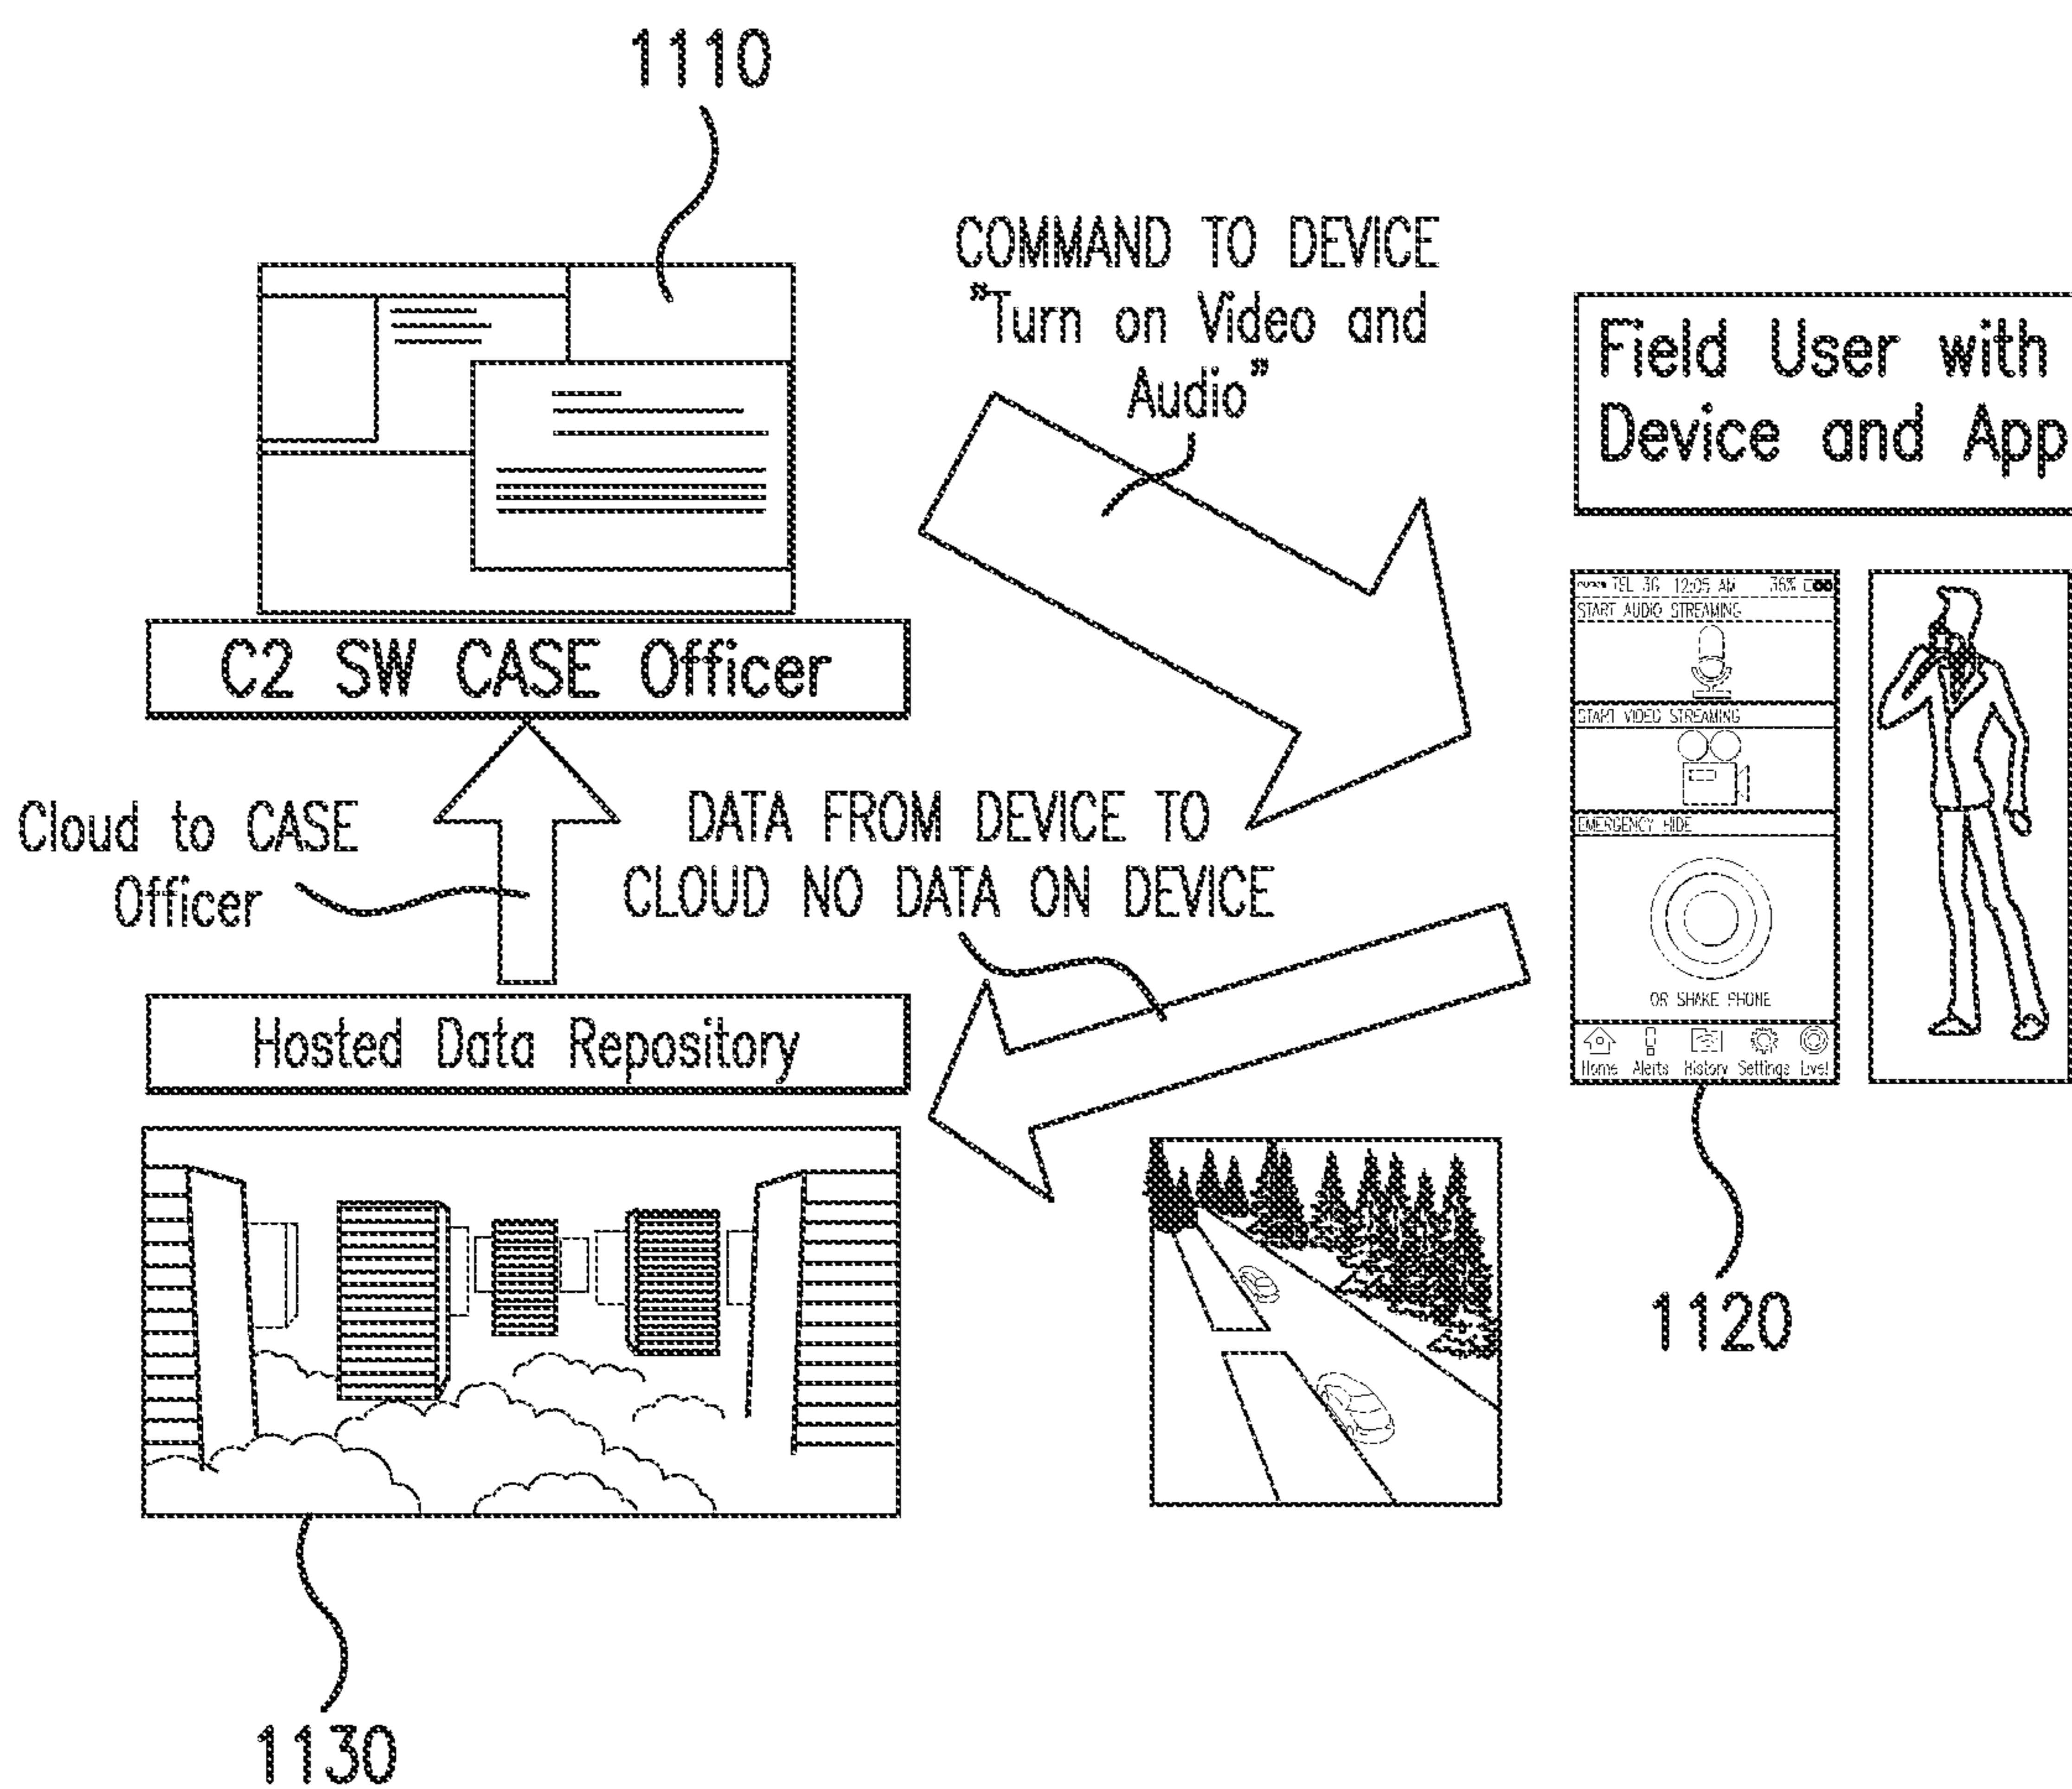 1110
COMMAND TO DEVICE
"Turn on Video and
Audio"
C2 SW CASE Officer
Field User with
Device and App
TEL 3G 12:05 AM 36%
START AUDIO STREAMING
START VIDEO STREAMING
EMERGENCY HIDE
OR SHAKE PHONE
Home Alerts History Settings Live!
1120
Cloud to CASE
Officer
DATA FROM DEVICE TO
CLOUD NO DATA ON DEVICE
Hosted Data Repository
1130